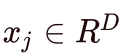 x_j ∈ R^D